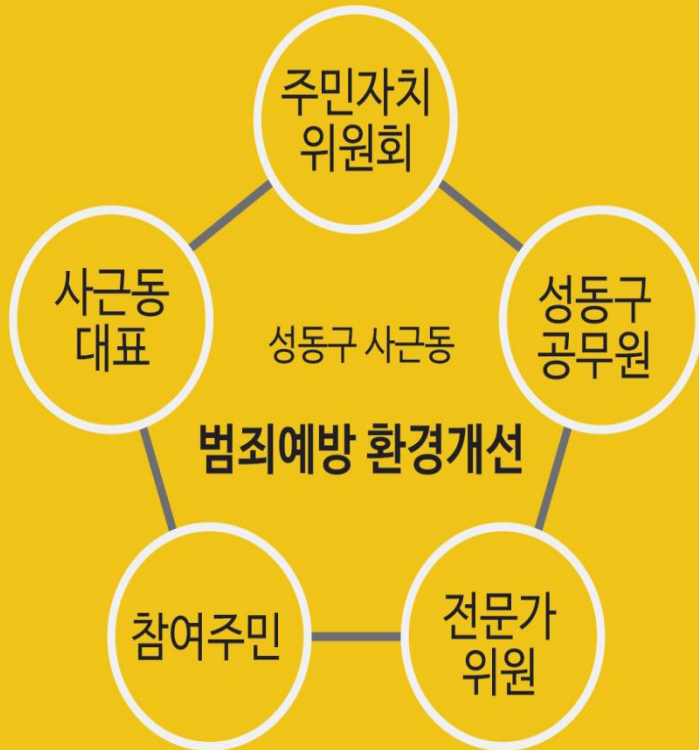 주민자치
위원회
사근동
대표
성동구
공무원
성동구 사근동
범죄예방 환경개선
참여주민
전문가
위원